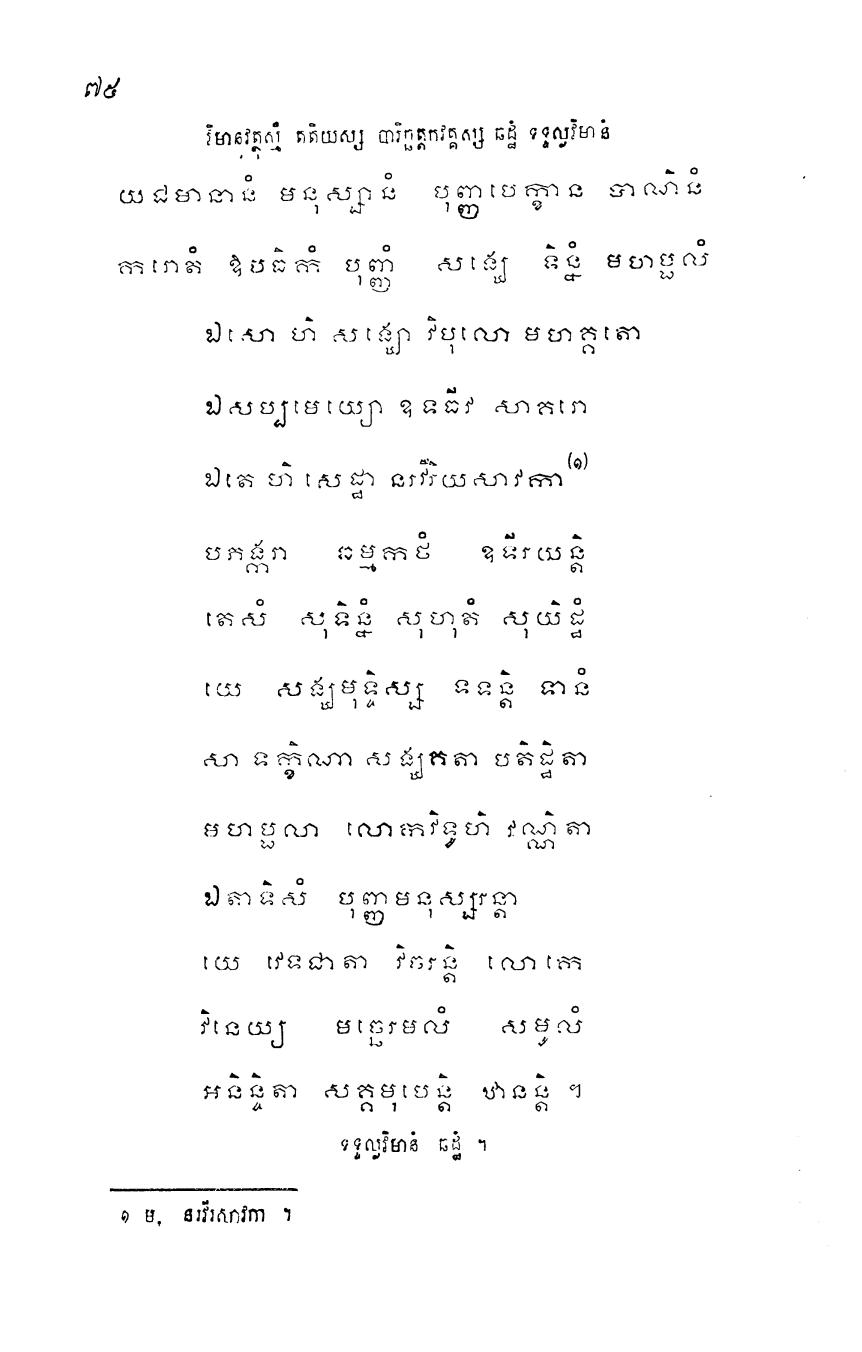 ៧៥
វិមានវត្ថុស្មឹ តតិយស្ស បារិច្ឆត្តកវគ្គស្ស ឆដ្ឋំ ទទ្ទល្លវិមានំ
យជមានានំ មនុស្សានំ បុញ្ញបេក្ខាន បាណិនំ
ករោតំ ឱបធិកំ បុញ្ញំ សង្ឃេ ទិន្នំ មហប្ផលំ
ឯសោ ហិ សង្ឃោ វិបុលោ មហគ្គតោ
ឯសប្បមេយ្យោ ឧទធីវ សាគរោ
ឯតេ ហិ សេដ្ឋា នរវីរិយសាវកា(១)
បភង្ករា ធម្មកថំ ឧទីរយន្តិ
តេសំ សុទិន្នំ សុហុតំ សុយិដ្ឋំ
យេ សង្ឃមុទ្ទិស្ស ទទន្តិ ទានំ
សា ទក្ខិណា សង្ឃគតា បតិដ្ឋិតា
មហប្ផលា លោកវិទូហិ វណ្ណិតា
ឯតាទិសំ បុញ្ញមនុស្សរន្តា
យេ វេទជាតា វិចរន្តិ លោកេ
វិនេយ្យ មច្ឆេរមលំ សមូលំ
អនិន្ទិតា សគ្គមុបេន្តិ ឋានន្តិ ។
ទទ្ទល្លវិមានំ ឆដ្ឋំ ។
១ ម. នរវីរសាវកា ។